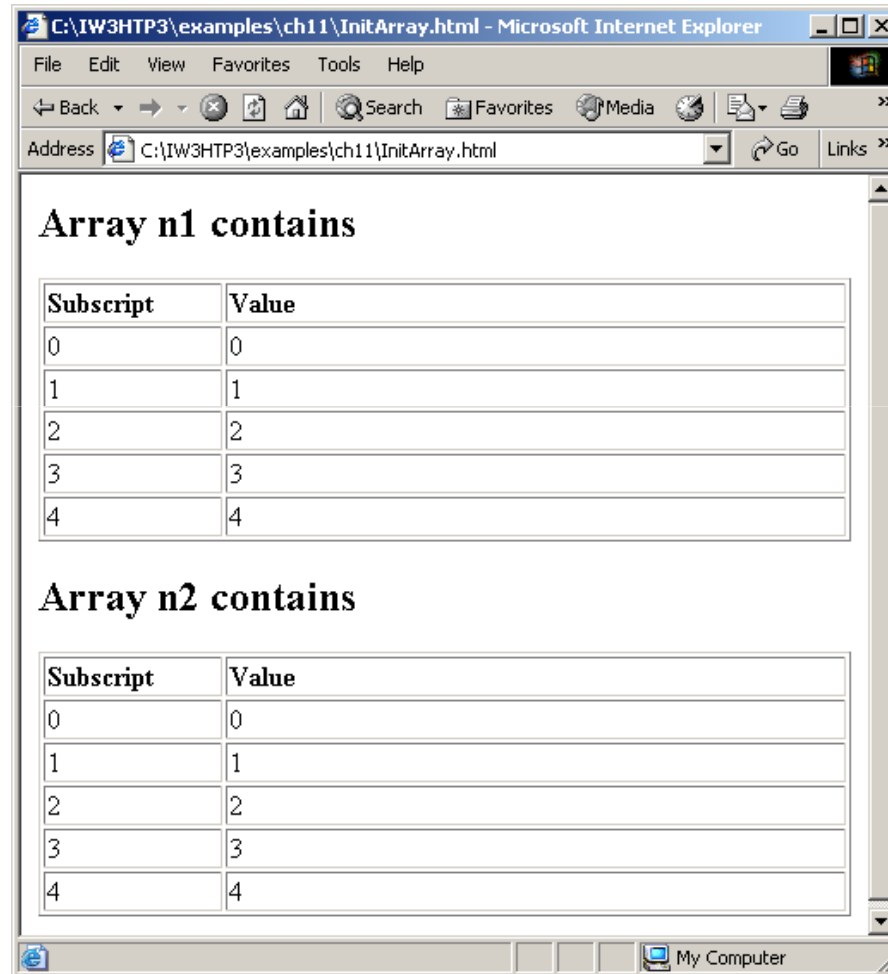 C:\IW3HTP3\examples\ch11\InitArray.html - Microsoft Internet Explorer
File Edit View Favorites Tools Help
Back Search Favorites Media »
Address C:\IW3HTP3\examples\ch11\InitArray.html Go Links »
Array n1 contains
Subscript Value
0 0
1 1
2 2
3 3
4 4
Array n2 contains
Subscript Value
0 0
1 1
2 2
3 3
4 4
My Computer